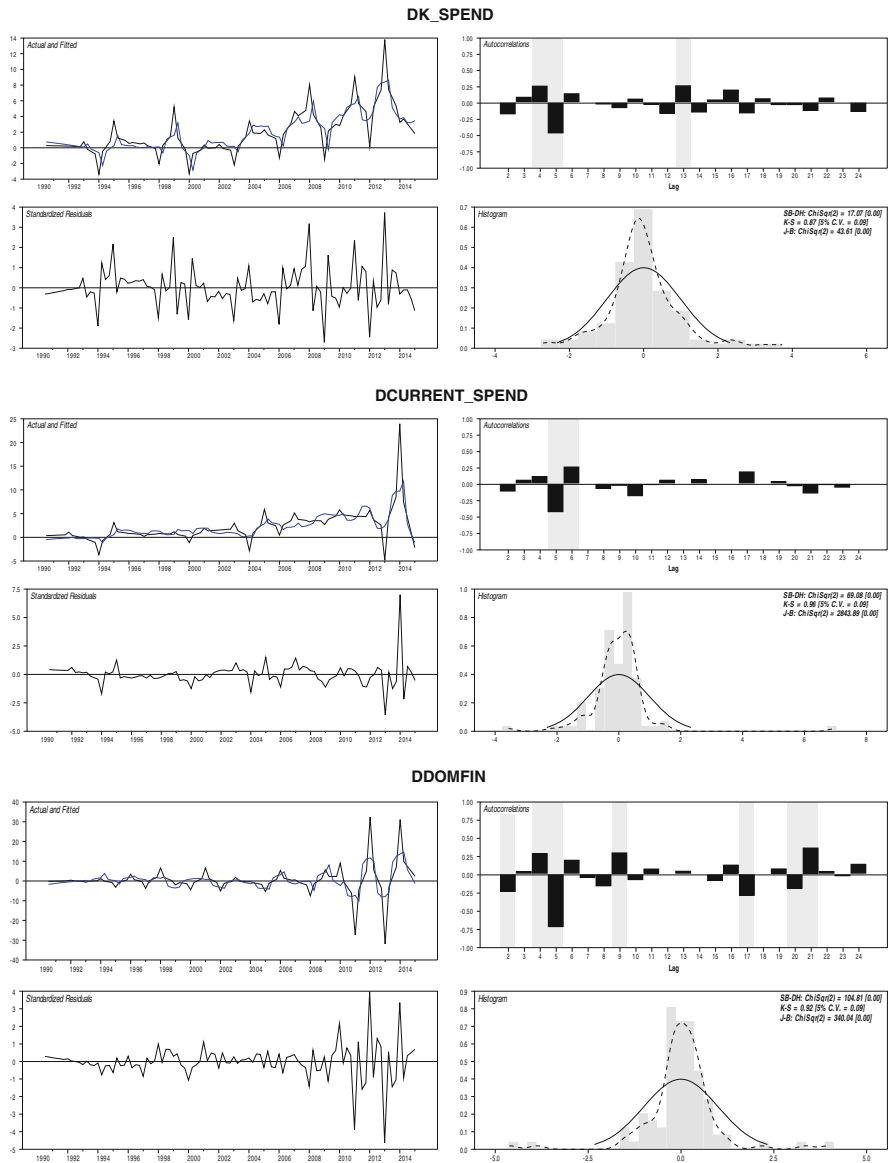 DK_SPEND
Actual and Fitted
14
12
10
8
6
4
2
0
-2
-4
1990 1992 1994 1996 1998 2000 2002 2004 2006 2008 2010 2012 2014
Autocorrelations
1.00
0.75
0.50
0.25
0.00
-0.25
-0.50
-0.75
-1.00
2 3 4 5 6 7 8 9 10 11 12 13 14 15 16 17 18 19 20 21 22 23 24
Lag
Standardized Residuals
4
3
2
1
0
-1
-2
-3
1990 1992 1994 1996 1998 2000 2002 2004 2006 2008 2010 2012 2014
Histogram
SB-DH: ChiSqr(2) = 17.07 [0.00]
K-S = 0.87 [5% C.V. = 0.09]
J-B: ChiSqr(2) = 43.61 [0.00]
0.7
0.6
0.5
0.4
0.3
0.2
0.1
0.0
-4 -2 0 2 4 6
DCURRENT_SPEND
Actual and Fitted
25
20
15
10
5
0
-5
1990 1992 1994 1996 1998 2000 2002 2004 2006 2008 2010 2012 2014
Autocorrelations
1.00
0.75
0.50
0.25
0.00
-0.25
-0.50
-0.75
-1.00
2 3 4 5 6 7 8 9 10 11 12 13 14 15 16 17 18 19 20 21 22 23 24
Lag
Standardized Residuals
7.5
5.0
2.5
0.0
-2.5
-5.0
1990 1992 1994 1996 1998 2000 2002 2004 2006 2008 2010 2012 2014
Histogram
SB-DH: ChiSqr(2) = 69.08 [0.00]
K-S = 0.96 [5% C.V. = 0.09]
J-B: ChiSqr(2) = 2843.89 [0.00]
1.0
0.8
0.6
0.4
0.2
0.0
-4 -2 0 2 4 6 8
DDOMFIN
Actual and Fitted
40
30
20
10
0
-10
-20
-30
-40
1990 1992 1994 1996 1998 2000 2002 2004 2006 2008 2010 2012 2014
Autocorrelations
1.00
0.75
0.50
0.25
0.00
-0.25
-0.50
-0.75
-1.00
2 3 4 5 6 7 8 9 10 11 12 13 14 15 16 17 18 19 20 21 22 23 24
Lag
Standardized Residuals
4
3
2
1
0
-1
-2
-3
-4
-5
1990 1992 1994 1996 1998 2000 2002 2004 2006 2008 2010 2012 2014
Histogram
SB-DH: ChiSqr(2) = 104.81 [0.00]
K-S = 0.92 [5% C.V. = 0.09]
J-B: ChiSqr(2) = 340.04 [0.00]
0.9
0.8
0.7
0.6
0.5
0.4
0.3
0.2
0.1
0.0
-5.0 -2.5 0.0 2.5 5.0